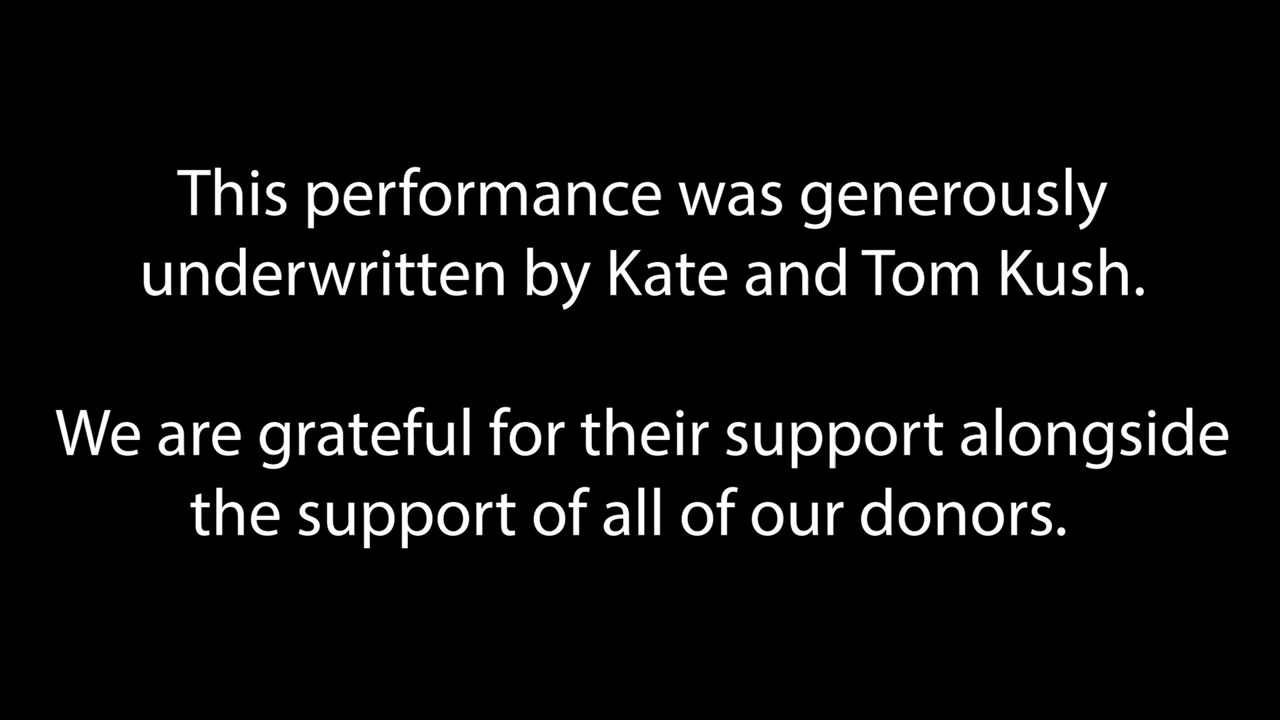 This performance was generously
underwritten by Kate and Tom Kush.
We are grateful for their support alongside
the support of all of our donors.